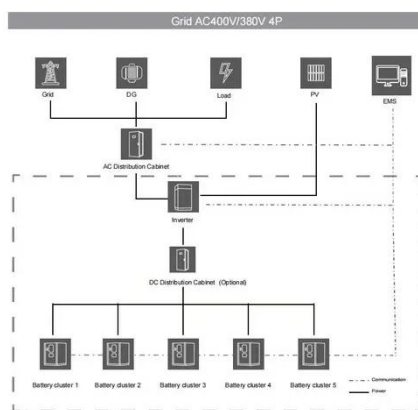 Grid AC400V/380V 4P
Grid
DG
Load
PV
EMS
AC Distribution Cabinet
Inverter
DC Distribution Cabinet (Optional)
Battery cluster 1
Battery cluster 2
Battery cluster 3
Battery cluster 4
Battery cluster 5
Communication
Power